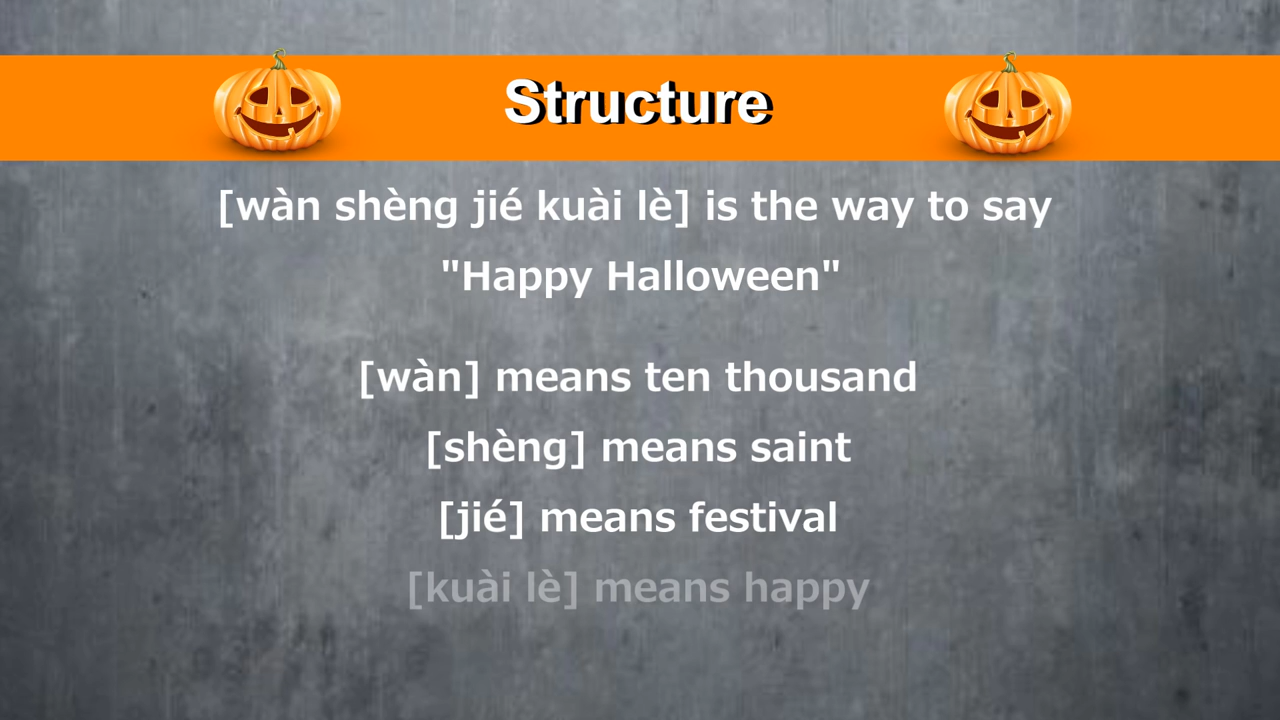 Structure
[wàn shèng jié kuài lè] is the way to say
"Happy Halloween"
[wàn] means ten thousand
[shèng] means saint
[jié] means festival
[kuài lè] means happy